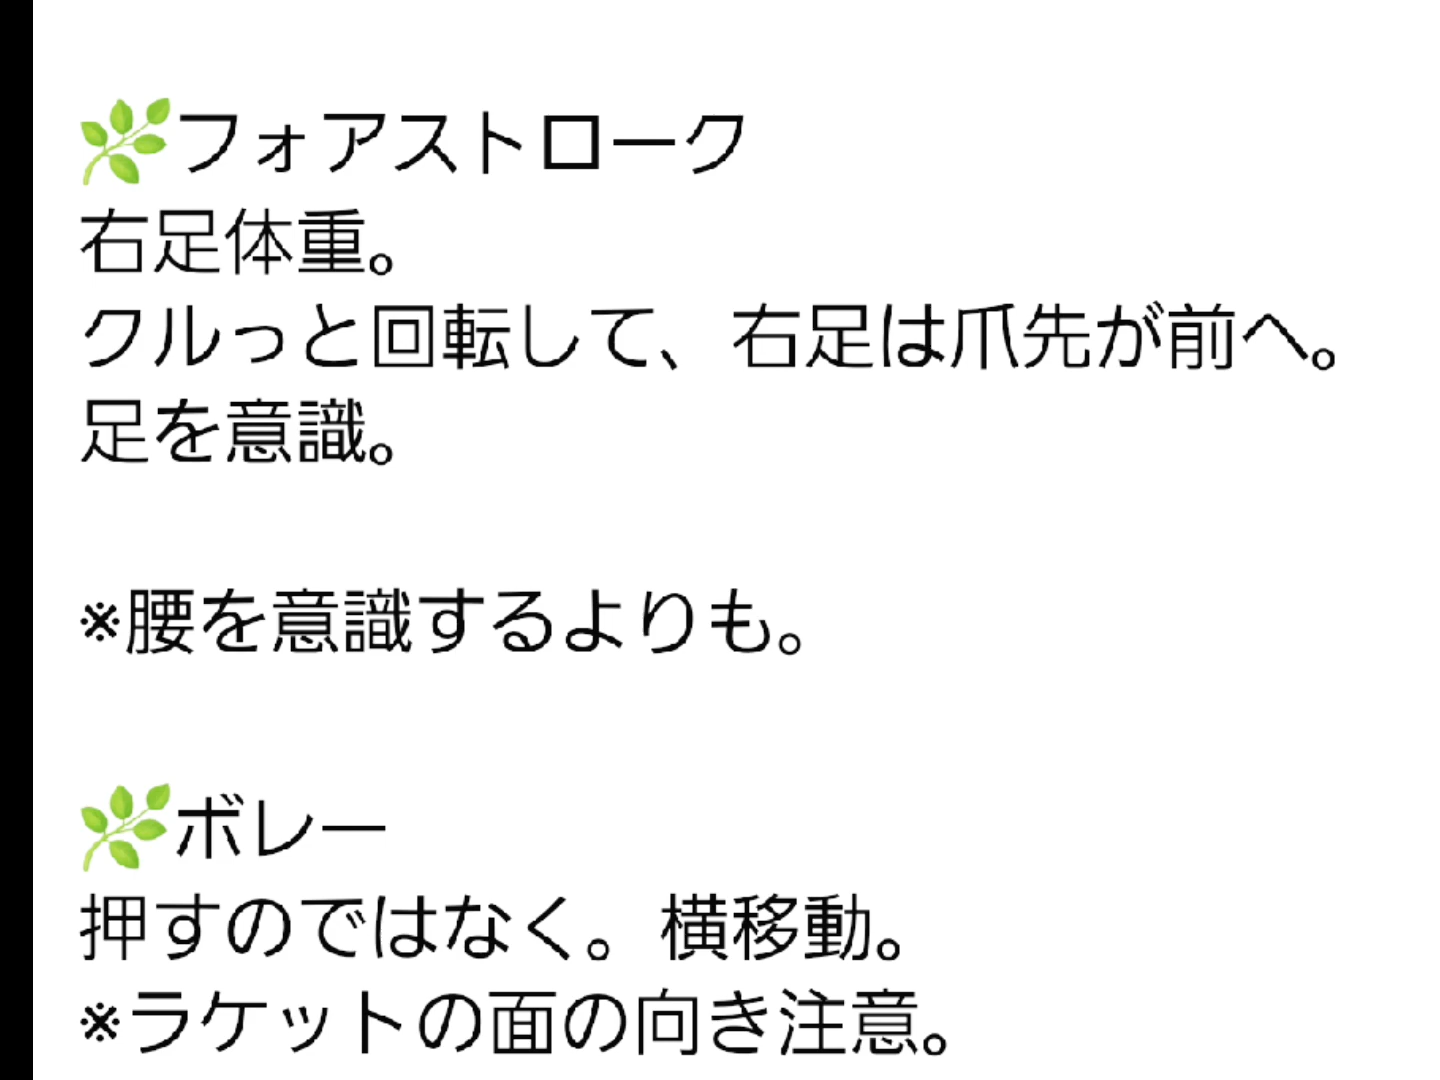 🌿フォアストローク
右足体重。
クルっと回転して、右足は爪先が前へ。
足を意識。
※腰を意識するよりも。
🌿ボレー
押すのではなく。横移動。
※ラケットの面の向き注意。